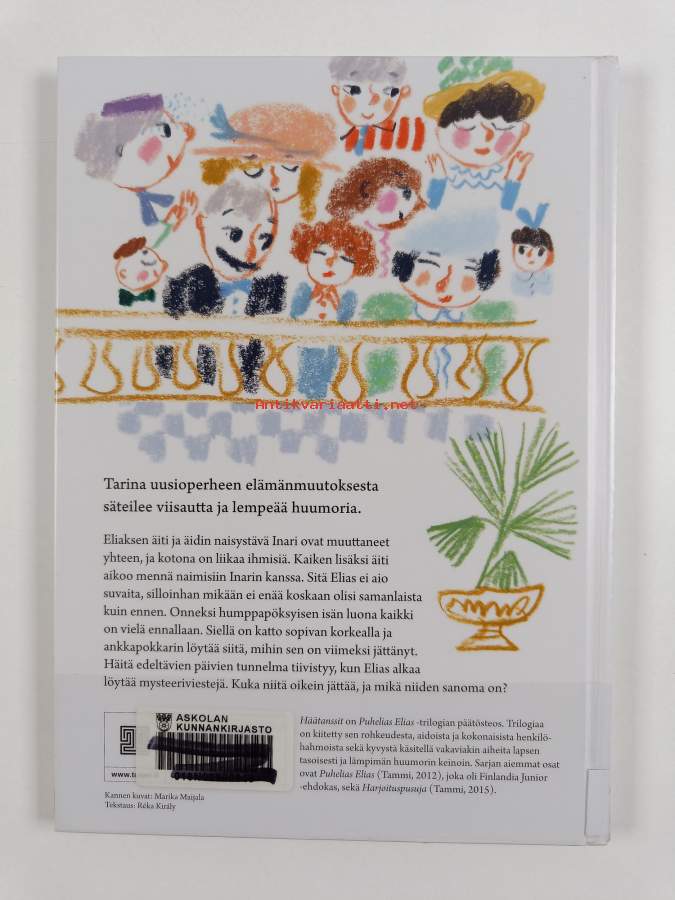 Antikvariaatti.net
Tarina uusioperheen elämänmuutoksesta
säteilee viisautta ja lempeää huumoria.
Eliaksen äiti ja äidin naisystävä Inari ovat muuttaneet
yhteen, ja kotona on liikaa ihmisiä. Kaiken lisäksi äiti
aikoo mennä naimisiin Inarin kanssa. Sitä Elias ei aio
suvaita, silloinhan mikään ei enää koskaan olisi samanlaista
kuin ennen. Onneksi humppapöksyisen isän luona kaikki
on vielä ennallaan. Siellä on katto sopivan korkealla ja
ankkapokkarin löytää siitä, mihin sen on viimeksi jättänyt.
Häitä edeltävien päivien tunnelma tiivistyy, kun Elias alkaa
löytää mysteeriviestejä. Kuka niitä oikein jättää, ja mikä niiden sanoma on?
ASKOLAN
KUNNANKIRJASTO
Kannen kuvat: Marika Maijala
Tekstaus: Réka Király
Häätanssit on Puhelias Elias -trilogian päätösteos. Trilogiaa
on kiitetty sen rohkeudesta, aidoista ja kokonaisista henkilö-
hahmoista sekä kyvystä käsitellä vakaviakin aiheita lapsen
tasoisesti ja lämpimän huumorin keinoin. Sarjan aiemmat osat
ovat Puhelias Elias (Tammi, 2012), joka oli Finlandia Junior
-ehdokas, sekä Harjoituspusuja (Tammi, 2015).